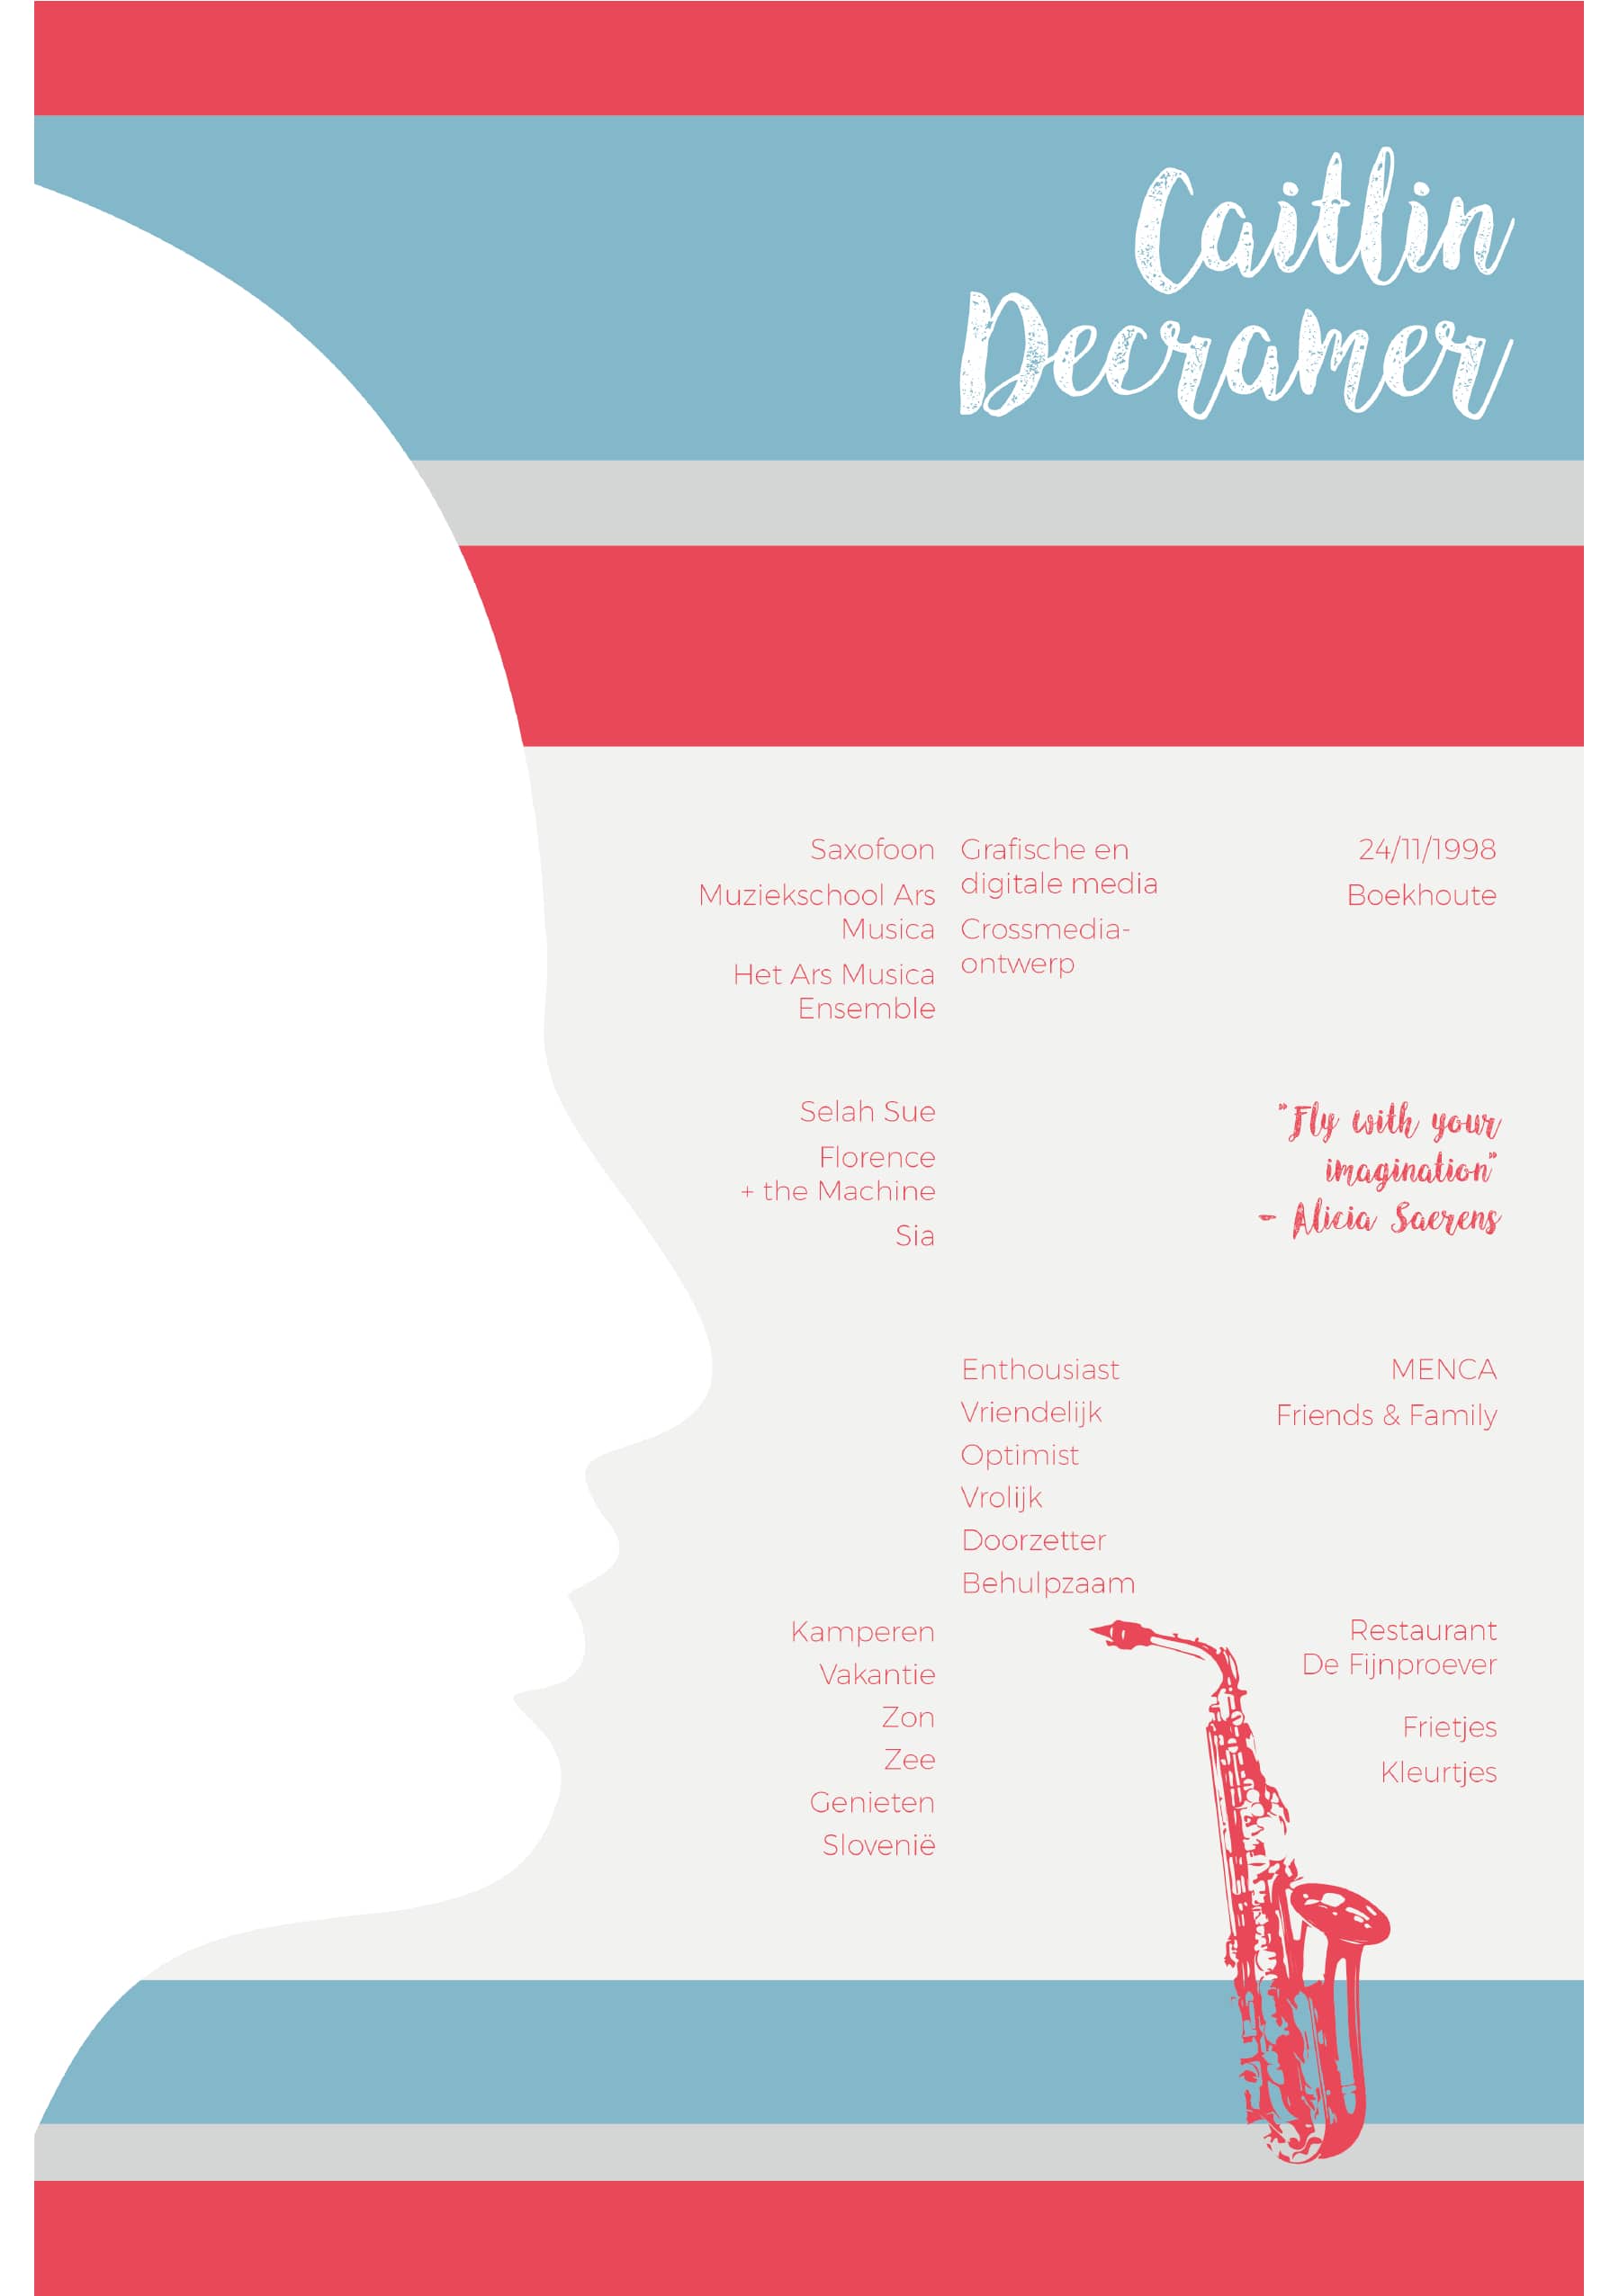 Caitlin
Decramer
Saxofoon
Muziekschool Ars
Musica
Het Ars Musica
Ensemble
Grafische en
digitale media
Crossmedia-
ontwerp
24/11/1998
Boekhoute
Selah Sue
Florence
+ the Machine
Sia
"Fly with your
imagination"
- Alicia Saerens
Enthousiast
Vriendelijk
Optimist
Vrolijk
Doorzetter
Behulpzaam
MENCA
Friends & Family
Kamperen
Vakantie
Zon
Zee
Genieten
Slovenië
Restaurant
De Fijnproever
Frietjes
Kleurtjes